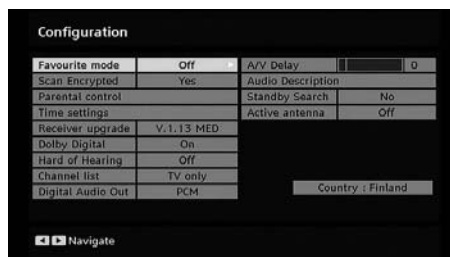 Configuration
Favourite mode Off
Scan Encrypted Yes
Parental control
Time settings
Receiver upgrade V.1.13 MED
Dolby Digital On
Hard of Hearing Off
Channel list TV only
Digital Audio Out PCM
A/V Delay 0
Audio Description
Standby Search No
Active antenna Off
Country : Finland
Navigate